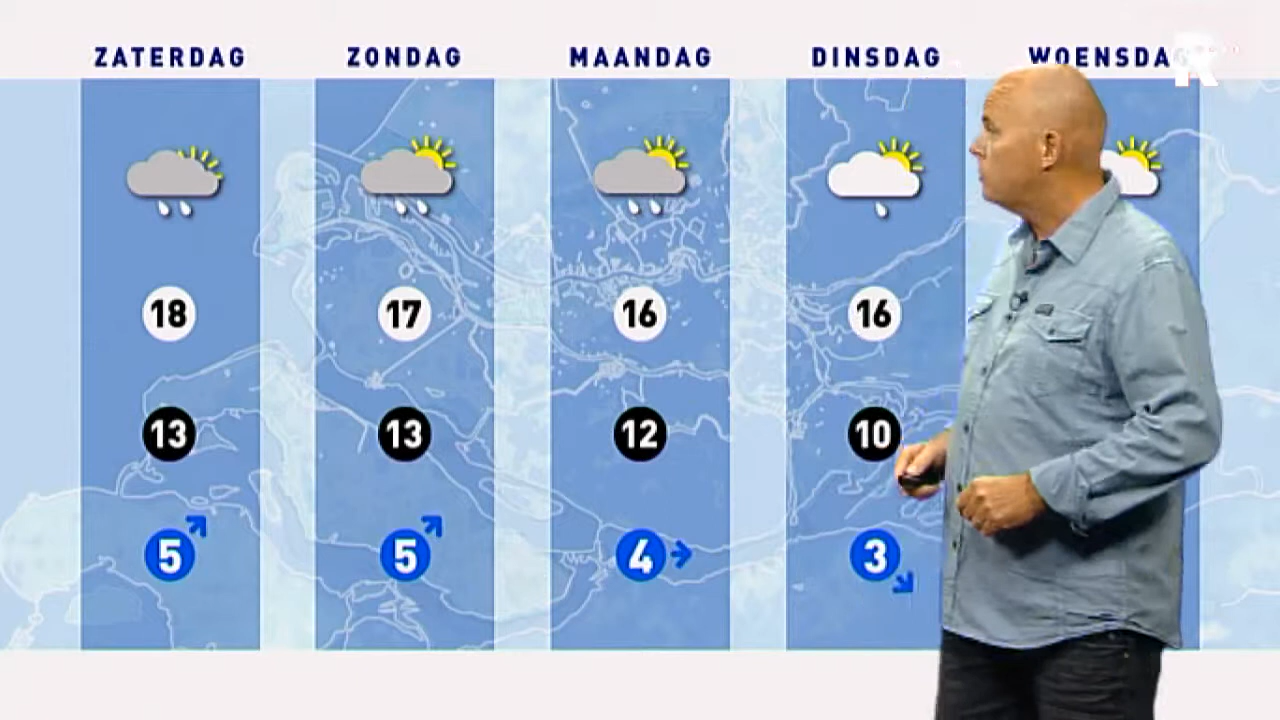 ZATERDAG ZONDAG MAANDAG DINSDAG WOENSDAG
18 17 16 16
13 13 12 10
5 5 4 3
R